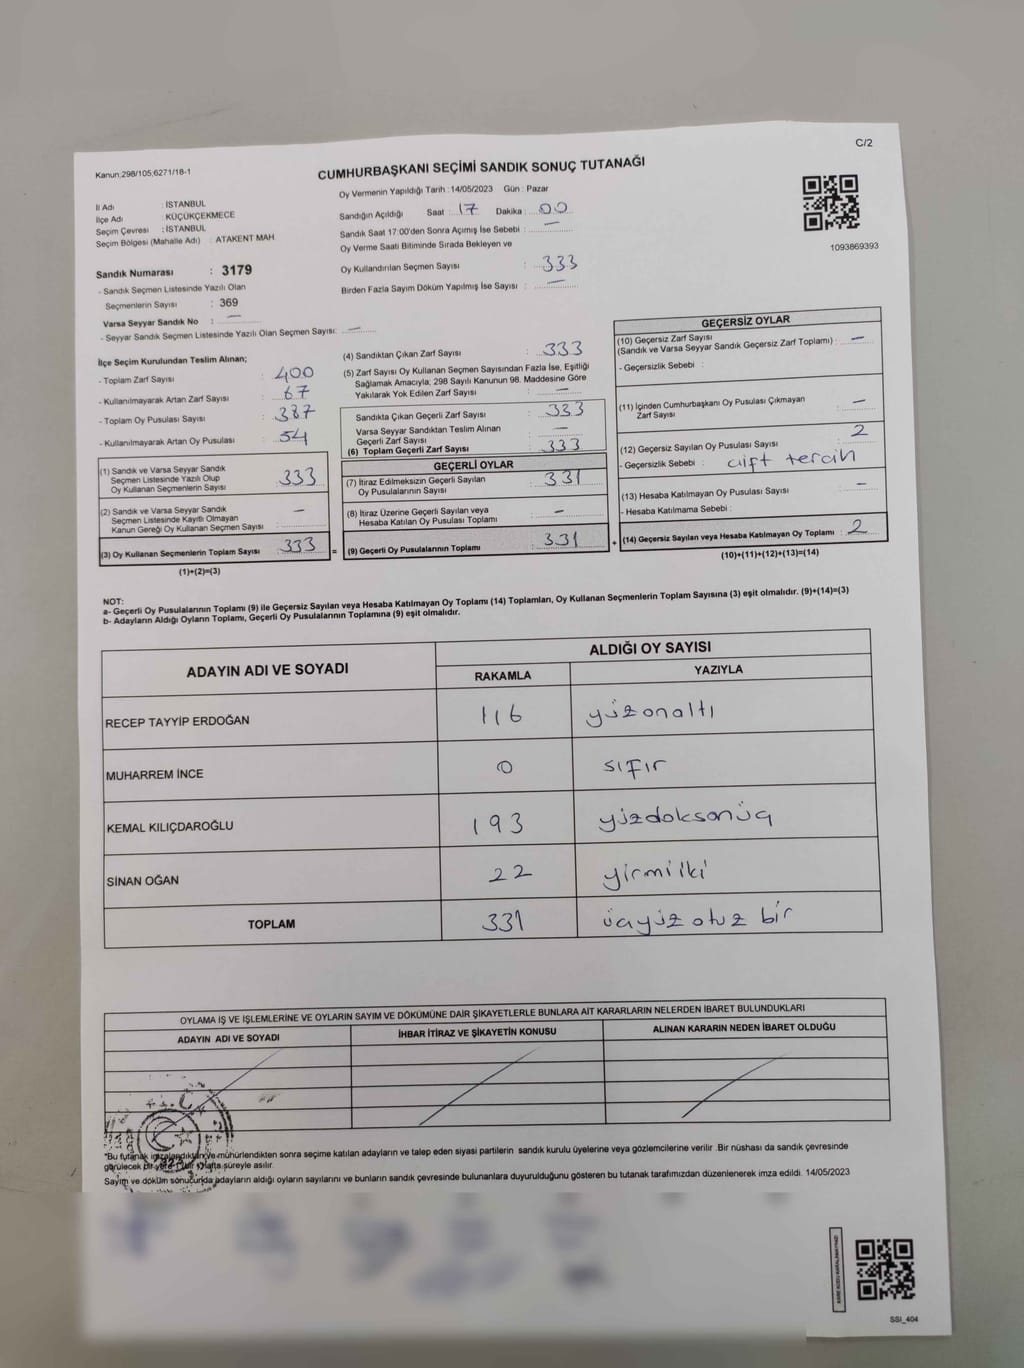 C/2
Kanun;298/105;6271/18-1
CUMHURBAŞKANI SEÇİMİ SANDIK SONUÇ TUTANAĞI
Oy Vermenin Yapıldığı Tarih : 14/05/2023 Gün : Pazar
İl Adı : İSTANBUL
İlçe Adı : KÜÇÜKÇEKMECE
Seçim Çevresi : İSTANBUL
Seçim Bölgesi (Mahalle Adı) : ATAKENT MAH
Sandığın Açıldığı Saat : 17 Dakika : 00
Sandık Saat 17:00'den Sonra Açımış İse Sebebi : —
Oy Verme Saati Bitiminde Sırada Bekleyen ve
Oy Kullandırılan Seçmen Sayısı : 333
Birden Fazla Sayım Döküm Yapılmış İse Sayısı : —
1093869393
Sandık Numarası : 3179
- Sandık Seçmen Listesinde Yazılı Olan
Seçmenlerin Sayısı : 369
Varsa Seyyar Sandık No : —
- Seyyar Sandık Seçmen Listesinde Yazılı Olan Seçmen Sayısı: —
İlçe Seçim Kurulundan Teslim Alınan;
- Toplam Zarf Sayısı : 400
- Kullanılmayarak Artan Zarf Sayısı : 67
- Toplam Oy Pusulası Sayısı : 387
- Kullanılmayarak Artan Oy Pusulası : 54
(1) Sandık ve Varsa Seyyar Sandık
Seçmen Listesinde Yazılı Olup
Oy Kullanan Seçmenlerin Sayısı : 333
(2) Sandık ve Varsa Seyyar Sandık
Seçmen Listesinde Kayıtlı Olmayan
Kanun Gereği Oy Kullanan Seçmen Sayısı : —
(3) Oy Kullanan Seçmenlerin Toplam Sayısı : 333 =
(1)+(2)=(3)
(4) Sandıktan Çıkan Zarf Sayısı : 333
(5) Zarf Sayısı Oy Kullanan Seçmen Sayısından Fazla İse, Eşitliği
Sağlamak Amacıyla; 298 Sayılı Kanunun 98. Maddesine Göre
Yakılarak Yok Edilen Zarf Sayısı : —
Sandıkta Çıkan Geçerli Zarf Sayısı : 333
Varsa Seyyar Sandıktan Teslim Alınan
Geçerli Zarf Sayısı : —
(6) Toplam Geçerli Zarf Sayısı : 333
GEÇERLİ OYLAR
(7) İtiraz Edilmeksizin Geçerli Sayılan
Oy Pusulalarının Sayısı : 331
(8) İtiraz Üzerine Geçerli Sayılan veya
Hesaba Katılan Oy Pusulası Toplamı : —
(9) Geçerli Oy Pusulalarının Toplamı : 331 +
GEÇERSİZ OYLAR
(10) Geçersiz Zarf Sayısı
(Sandık ve Varsa Seyyar Sandık Geçersiz Zarf Toplamı) : —
- Geçersizlik Sebebi :
(11) İçinden Cumhurbaşkanı Oy Pusulası Çıkmayan
Zarf Sayısı : —
(12) Geçersiz Sayılan Oy Pusulası Sayısı : 2
- Geçersizlik Sebebi : çift tercih
(13) Hesaba Katılmayan Oy Pusulası Sayısı : —
- Hesaba Katılmama Sebebi :
(14) Geçersiz Sayılan veya Hesaba Katılmayan Oy Toplamı : 2
(10)+(11)+(12)+(13)=(14)
NOT:
a- Geçerli Oy Pusulalarının Toplamı (9) ile Geçersiz Sayılan veya Hesaba Katılmayan Oy Toplamı (14) Toplamları, Oy Kullanan Seçmenlerin Toplam Sayısına (3) eşit olmalıdır. (9)+(14)=(3)
b- Adayların Aldığı Oyların Toplamı, Geçerli Oy Pusulalarının Toplamına (9) eşit olmalıdır.
ADAYIN ADI VE SOYADI
ALDIĞI OY SAYISI
RAKAMLA YAZIYLA
RECEP TAYYİP ERDOĞAN 116 yüzonaltı
MUHARREM İNCE 0 sıfır
KEMAL KILIÇDAROĞLU 193 yüzdoksanüç
SİNAN OĞAN 22 yirmiiki
TOPLAM 331 üçyüz otuz bir
OYLAMA İŞ VE İŞLEMLERİNE VE OYLARIN SAYIM VE DÖKÜMÜNE DAİR ŞİKAYETLERLE BUNLARA AİT KARARLARIN NELERDEN İBARET BULUNDUKLARI
ADAYIN ADI VE SOYADI İHBAR İTİRAZ VE ŞİKAYETİN KONUSU ALINAN KARARIN NEDEN İBARET OLDUĞU
*Bu tutanak imzalandıktan ve mühürlendikten sonra seçime katılan adayların ve talep eden siyasi partilerin sandık kurulu üyelerine veya gözlemcilerine verilir .Bir nüshası da sandık çevresinde
görülecek bir yere 1 (bir ) hafta süreyle asılır.
Sayım ve döküm sonucunda adayların aldığı oyların sayılarını ve bunların sandık çevresinde bulunanlara duyurulduğunu gösteren bu tutanak tarafımızdan düzenlenerek imza edildi. 14/05/2023
SSI_404